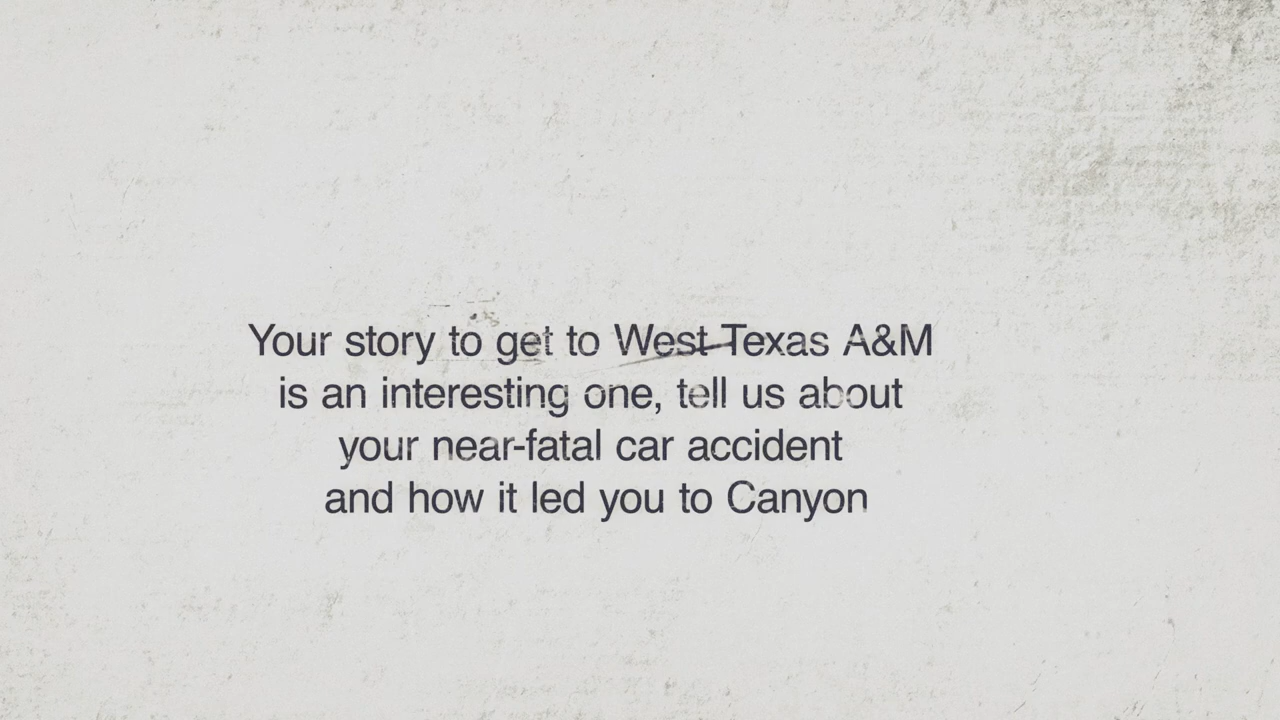 Your story to get to West Texas A&M
is an interesting one, tell us about
your near-fatal car accident
and how it led you to Canyon